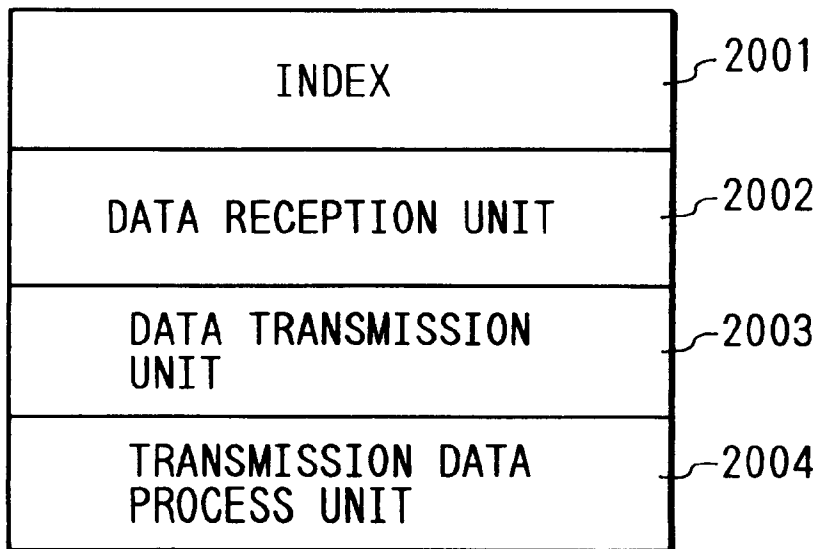 INDEX
2001
DATA RECEPTION UNIT
2002
DATA TRANSMISSION
UNIT
2003
TRANSMISSION DATA
PROCESS UNIT
2004